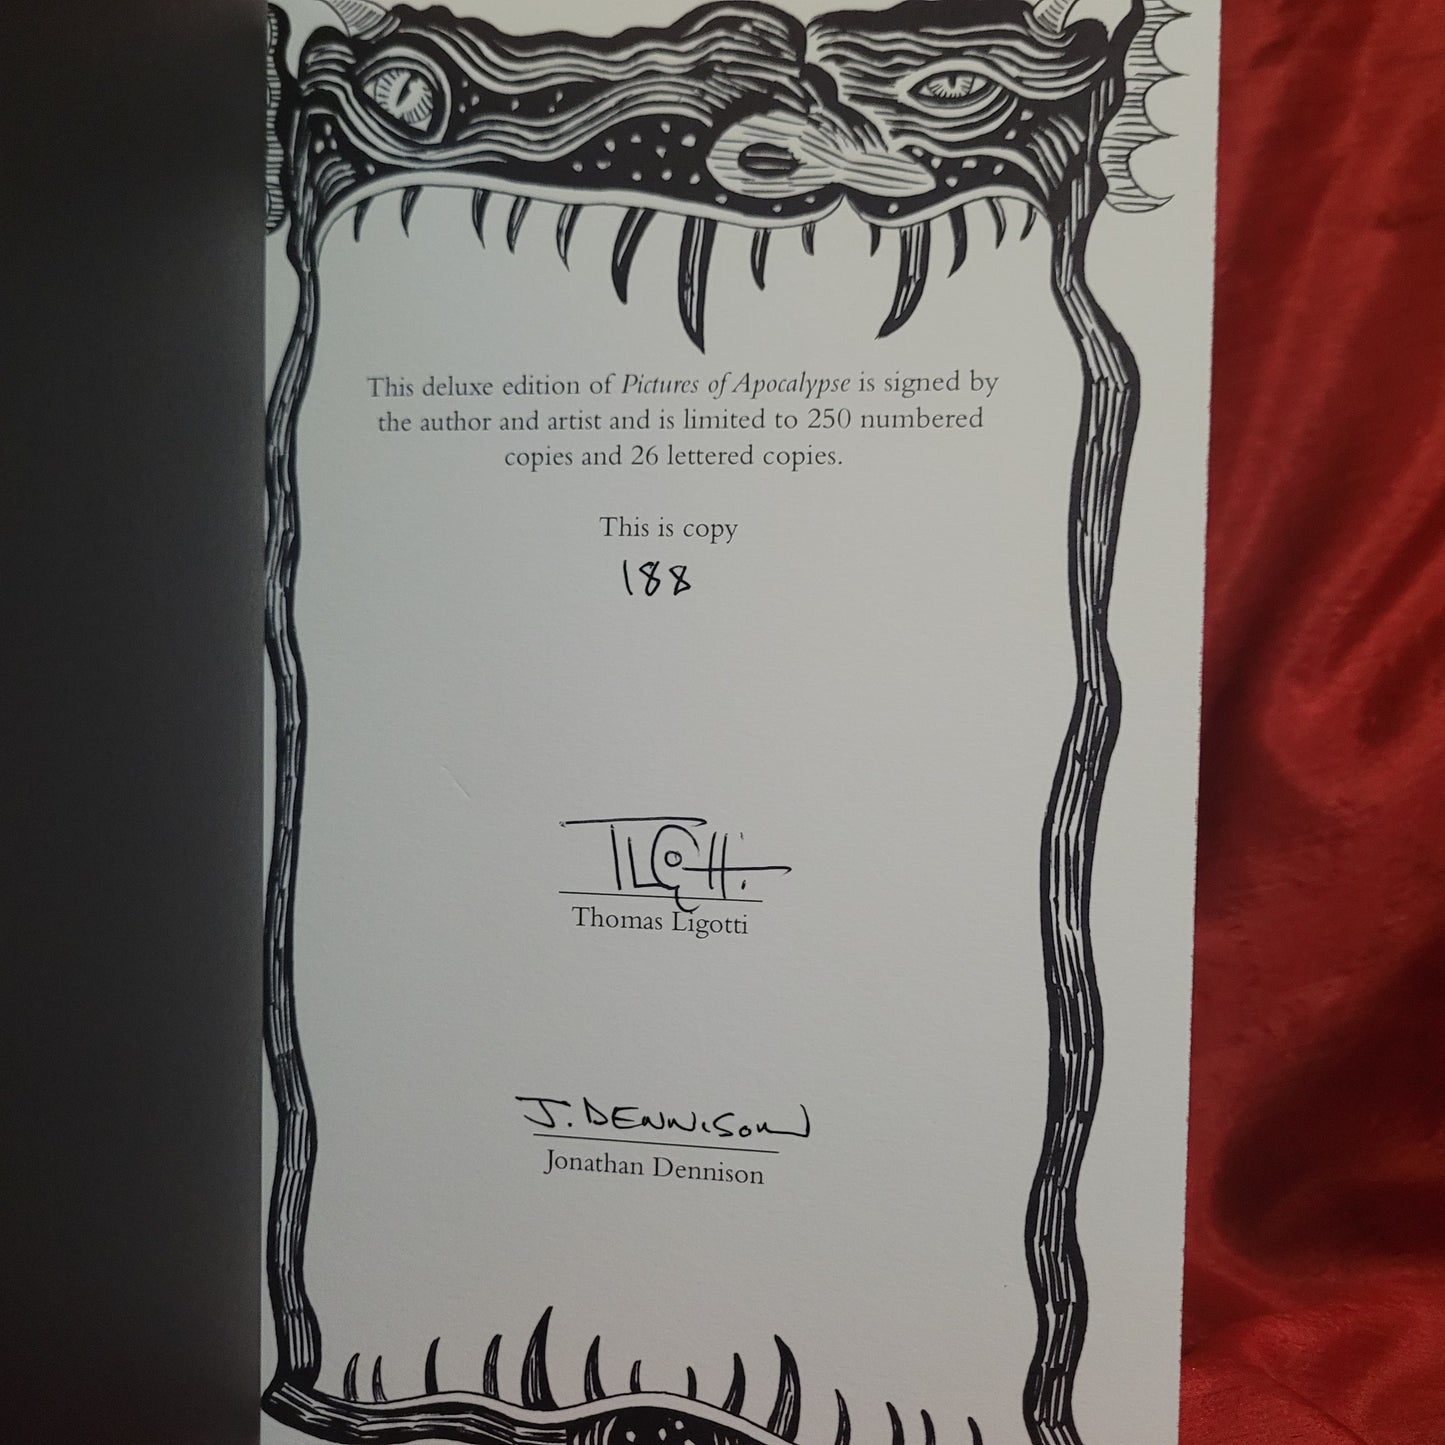 This deluxe edition of Pictures of Apocalypse is signed by
the author and artist and is limited to 250 numbered
copies and 26 lettered copies.
This is copy
188
Thomas Ligotti
J. DENNISON
Jonathan Dennison